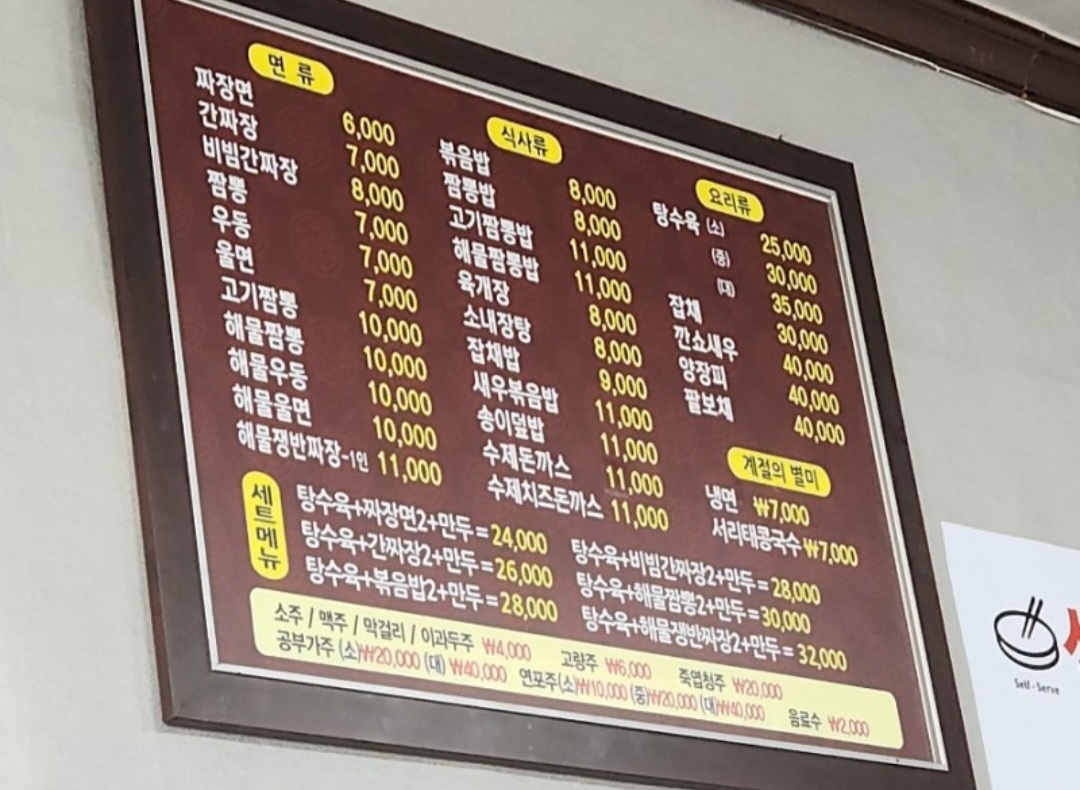 면 류
짜장면 6,000
간짜장 7,000
비빔간짜장 8,000
짬뽕 7,000
우동 7,000
울면 7,000
고기짬뽕 10,000
해물짬뽕 10,000
해물우동 10,000
해물울면 10,000
해물쟁반짜장-1인 11,000
식사류
볶음밥 8,000
짬뽕밥 8,000
고기짬뽕밥 11,000
해물짬뽕밥 11,000
육개장 8,000
소내장탕 8,000
잡채밥 9,000
새우볶음밥 11,000
송이덮밥 11,000
수제돈까스 11,000
수제치즈돈까스 11,000
요리류
탕수육 (소) 25,000
(중) 30,000
(대) 35,000
잡채 30,000
깐쇼새우 40,000
양장피 40,000
팔보채 40,000
계절의 별미
냉면 ₩7,000
서리태콩국수 ₩7,000
세트메뉴
탕수육+짜장면2+만두=24,000
탕수육+간짜장2+만두=26,000
탕수육+볶음밥2+만두=28,000
탕수육+비빔간짜장2+만두=28,000
탕수육+해물짬뽕2+만두=30,000
탕수육+해물쟁반짜장2+만두=32,000
소주 / 맥주 / 막걸리 / 이과두주 ₩4,000 고량주 ₩6,000 죽엽청주 ₩20,000
공부가주 (소)₩20,000 (대) ₩40,000 연포주(소)₩10,000 (중)₩20,000 (대)₩40,000 음료수 ₩2,000
Self-Serve